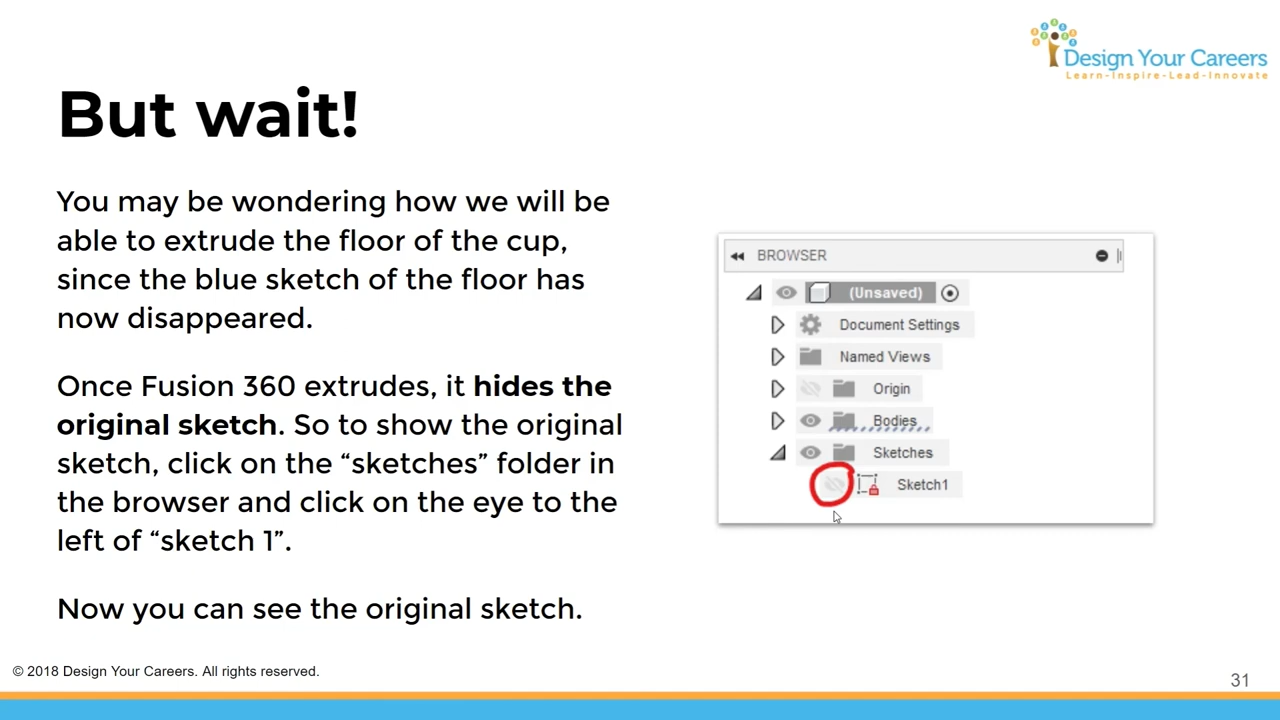 Design Your Careers
Learn-Inspire-Lead-Innovate
But wait!
You may be wondering how we will be
able to extrude the floor of the cup,
since the blue sketch of the floor has
now disappeared.
Once Fusion 360 extrudes, it hides the
original sketch. So to show the original
sketch, click on the “sketches” folder in
the browser and click on the eye to the
left of “sketch 1”.
Now you can see the original sketch.
BROWSER
(Unsaved)
Document Settings
Named Views
Origin
Bodies
Sketches
Sketch1
© 2018 Design Your Careers. All rights reserved.
31